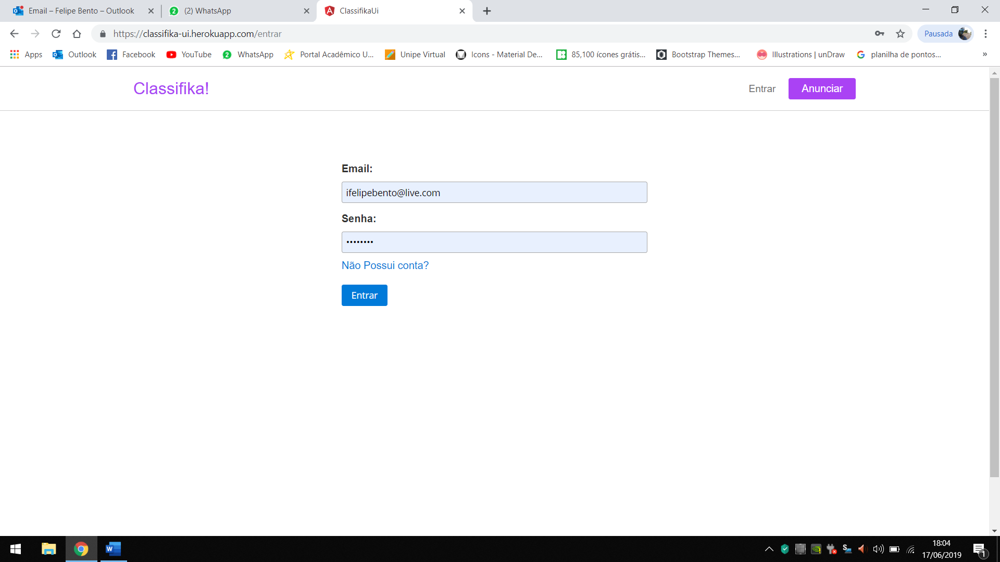 Email – Felipe Bento – Outlook
(2) WhatsApp
ClassifikaUi
https://classifika-ui.herokuapp.com/entrar
Pausada
Apps
Outlook
Facebook
YouTube
WhatsApp
Portal Acadêmico U...
Unipe Virtual
Icons - Material De...
85,100 ícones grátis...
Bootstrap Themes...
Illustrations | unDraw
planilha de pontos...
»
Classifika!
Entrar
Anunciar
Email:
ifelipebento@live.com
Senha:
••••••••
Não Possui conta?
Entrar
18:04
17/06/2019
1